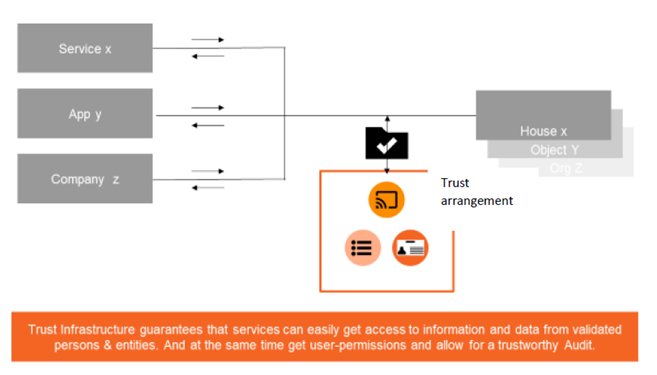 Service x
App y
Company z
House x
Object Y
Org Z
Trust
arrangement
Trust Infrastructure guarantees that services can easily get access to information and data from validated
persons & entities. And at the same time get user-permissions and allow for a trustworthy Audit.